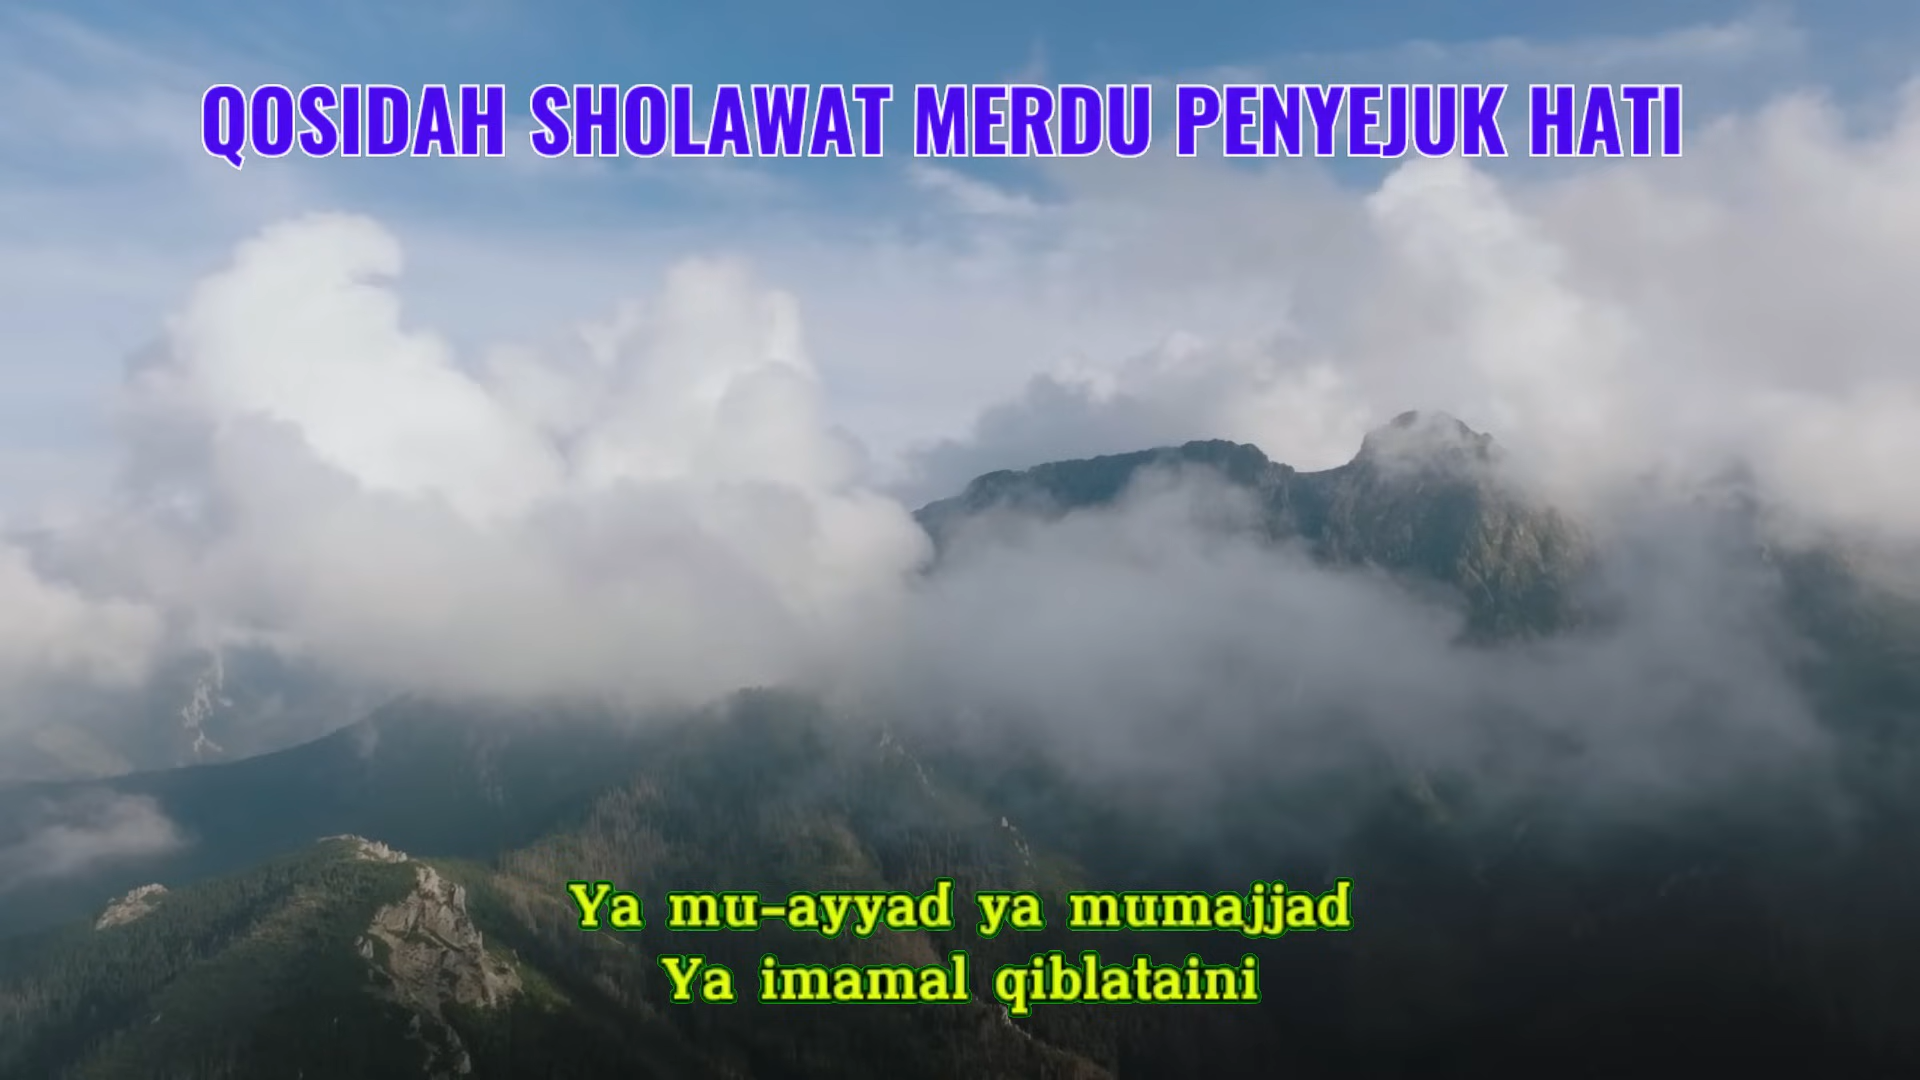 QOSIDAH SHOLAWAT MERDU PENYEJUK HATI
Ya mu-ayyad ya mumajjad
Ya imamal qiblataini